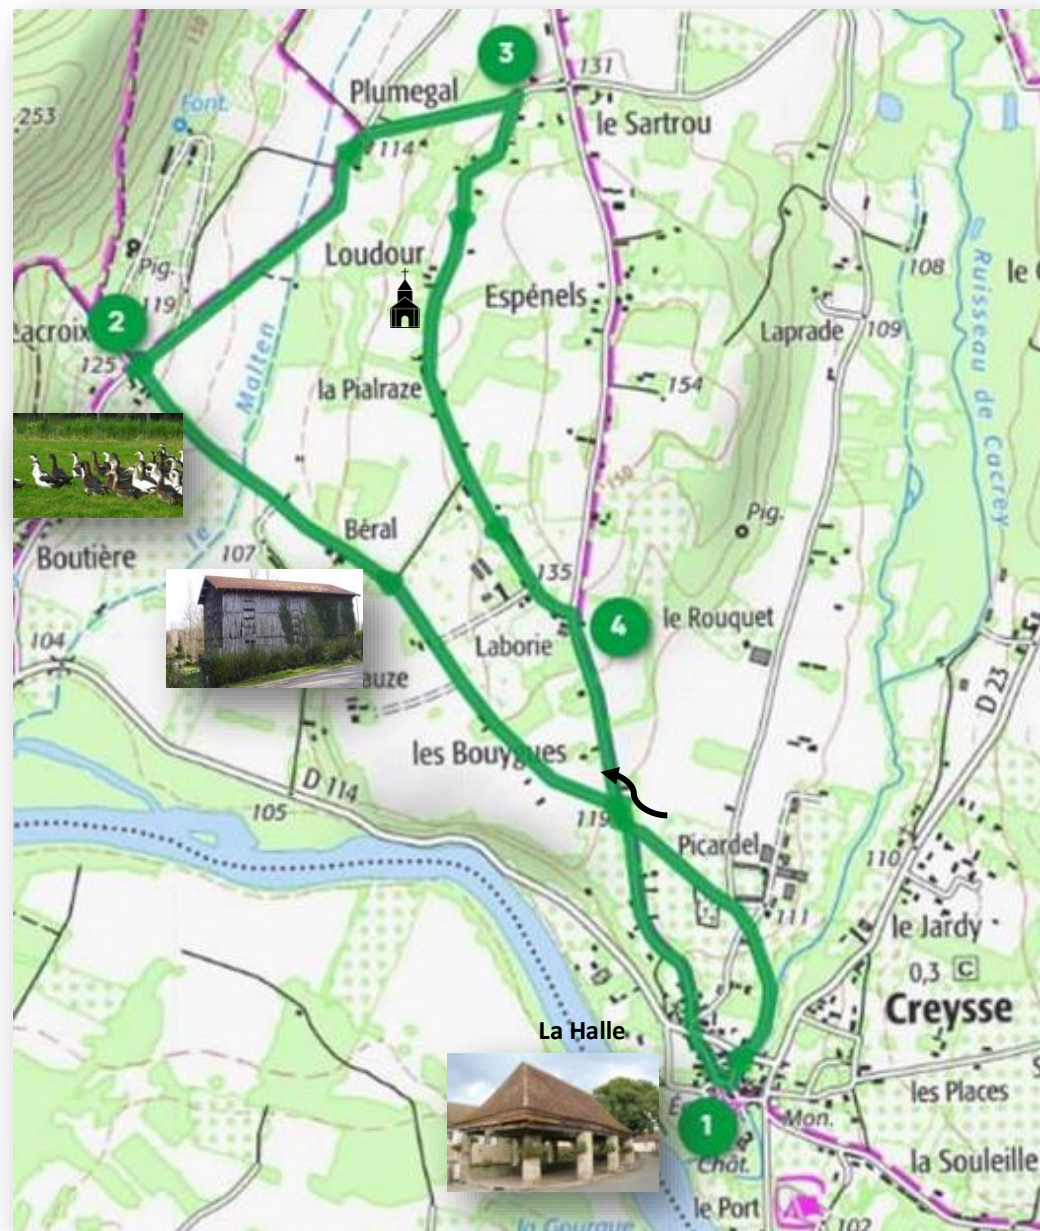 3
131
Plumegal
150
le Sartrou
Font.
253
114
Loudour
108
Pig.
Espénels
le
119
2
Lacroix
Laprade
109
Ruisseau de Cacrey
125
Malten
la Pialraze
154
150
Pig.
le
Béral
107
Boutière
135
4
le Rouquet
104
Laborie
auze
D 23
les Bouygues
D 114
105
119
Picardel
110
111
le Jardy
0,3 C
Creysse
La Halle
les Places
1
Mon.
Chât.
la Souleille
le Port
102
la Gourgue